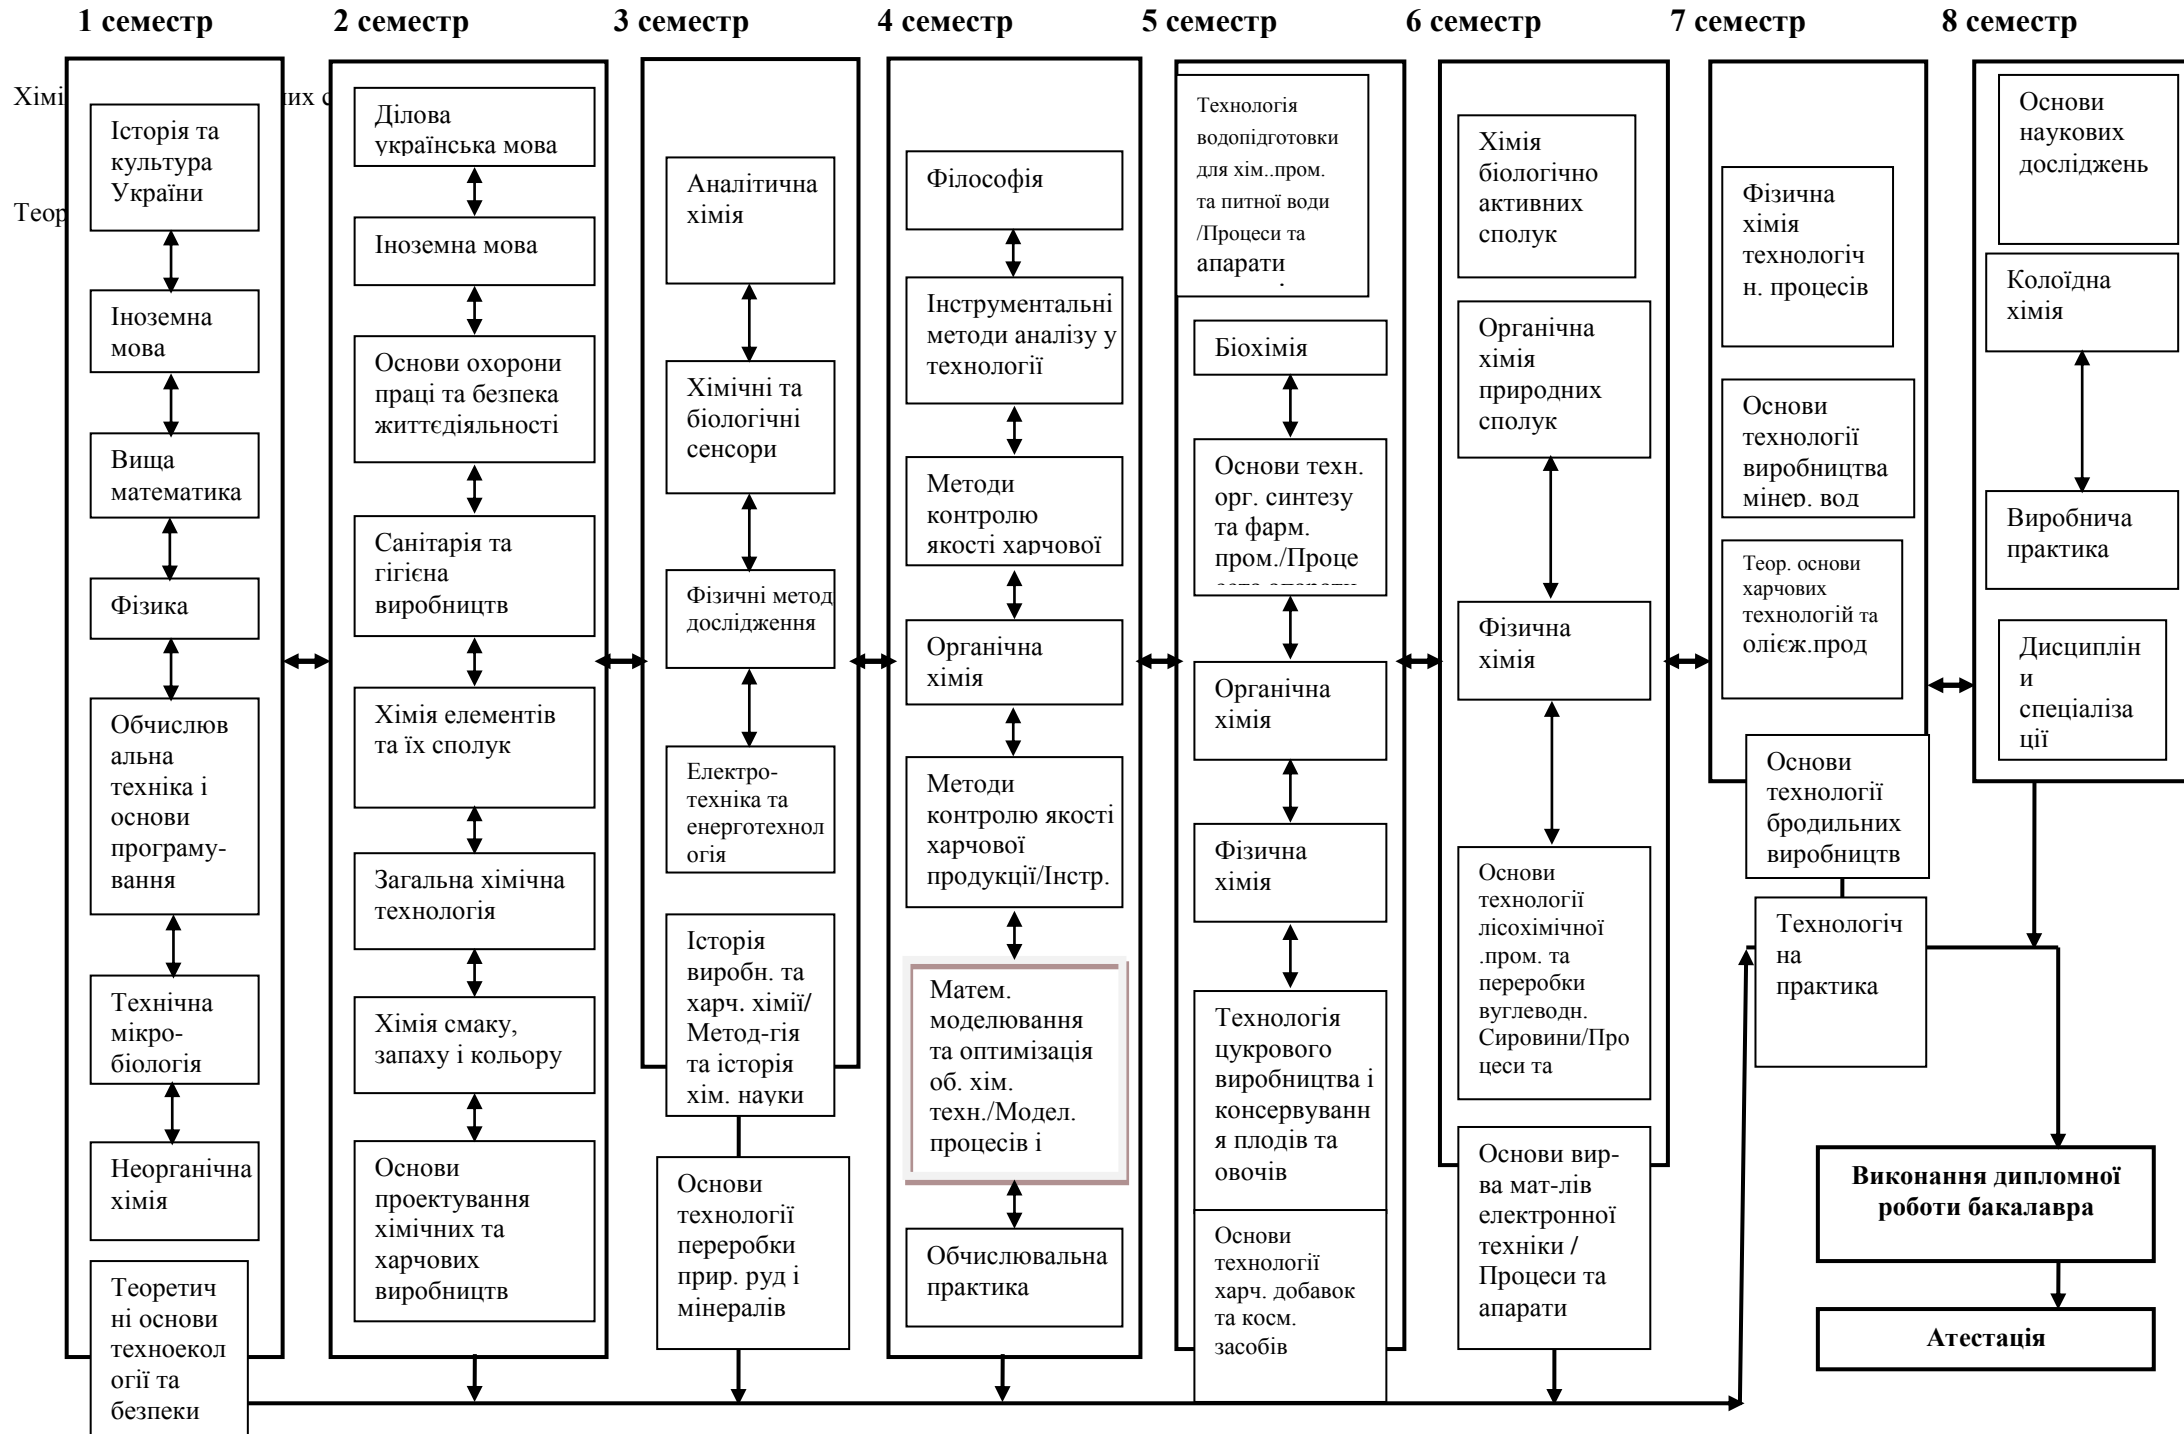 1 семестр
2 семестр
3 семестр
4 семестр
5 семестр
6 семестр
7 семестр
8 семестр
Хімі
их с
Теор
Історія та
культура
України
Іноземна
мова
Вища
математика
Фізика
Обчислюв
альна
техніка і
основи
програму-
вання
Технічна
мікро-
біологія
Неорганічна
хімія
Теоретич
ні основи
техноекол
огії та
безпеки
Ділова
українська мова
Іноземна мова
Основи охорони
праці та безпека
життєдіяльності
Санітарія та
гігієна
виробництв
Хімія елементів
та їх сполук
Загальна хімічна
технологія
Хімія смаку,
запаху і кольору
Основи
проектування
хімічних та
харчових
виробництв
Аналітична
хімія
Хімічні та
біологічні
сенсори
Фізичні метод
дослідження
Електро-
техніка та
енерготехнол
огія
Історія
виробн. та
харч. хімії/
Метод-гія
та історія
хім. науки
Основи
технології
переробки
прир. руд і
мінералів
Філософія
Інструментальні
методи аналізу у
технології
Методи
контролю
якості харчової
Органічна
хімія
Методи
контролю якості
харчової
продукції/Інстр.
Матем.
моделювання
та оптимізація
об. хім.
техн./Модел.
процесів і
Обчислювальна
практика
Технологія
водопідготовки
для хім..пром.
та питної води
/Процеси та
апарати
Біохімія
Основи техн.
орг. синтезу
та фарм.
пром./Проце
Органічна
хімія
Фізична
хімія
Технологія
цукрового
виробництва і
консервуванн
я плодів та
овочів
Основи
технології
харч. добавок
та косм.
засобів
Хімія
біологічно
активних
сполук
Органічна
хімія
природних
сполук
Фізична
хімія
Основи
технології
лісохімічної
.пром. та
переробки
вуглеводн.
Сировини/Про
цеси та
Основи вир-
ва мат-лів
електронної
техніки /
Процеси та
апарати
Фізична
хімія
технологіч
н. процесів
Основи
технології
виробництва
мінер. вод
Теор. основи
харчових
технологій та
олієж.прод
Основи
технології
бродильних
виробництв
Технологіч
на
практика
Основи
наукових
досліджень
Колоїдна
хімія
Виробнича
практика
Дисциплін
и
спеціаліза
ції
Виконання дипломної
роботи бакалавра
Атестація